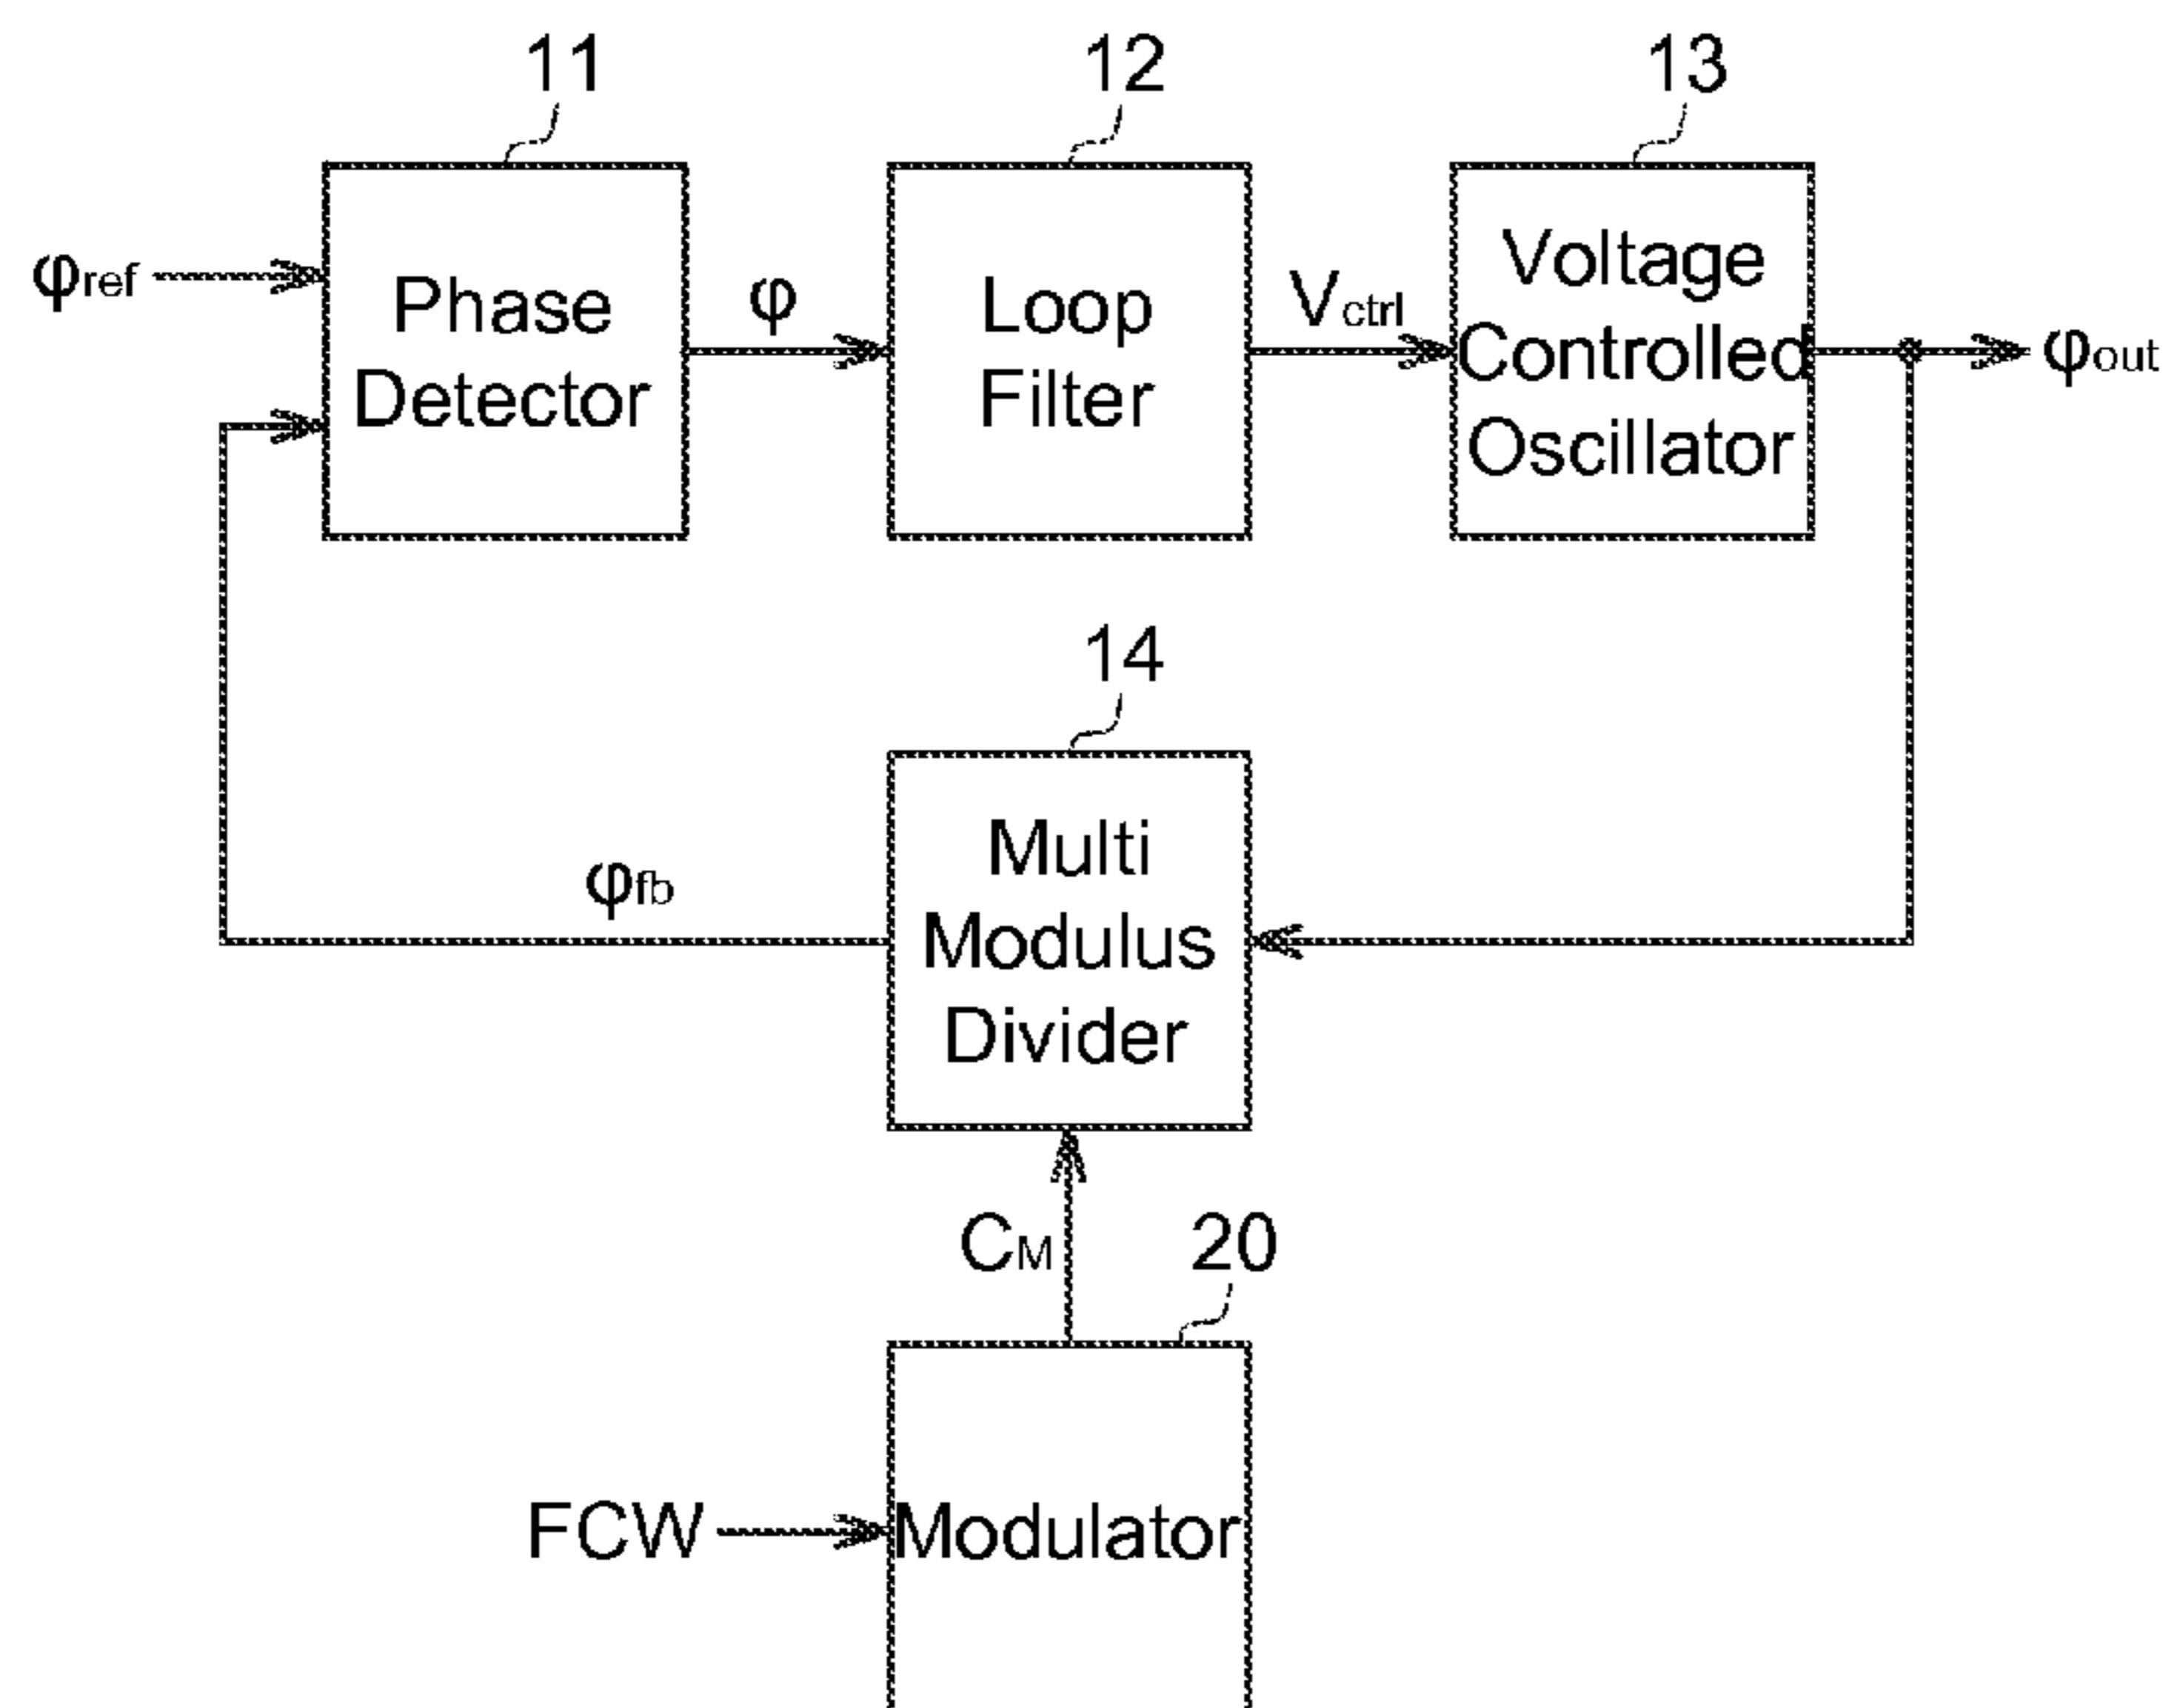 11
12
13
φref
Phase
Detector
φ
Loop
Filter
Vctrl
Voltage
Controlled
Oscillator
φout
14
Multi
Modulus
Divider
φfb
CM
20
FCW
Modulator